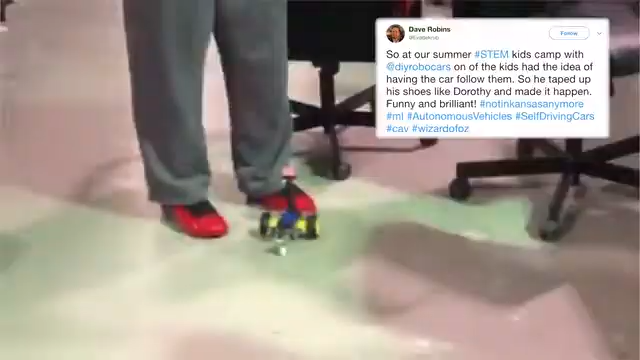 Dave Robins
Follow
So at our summer #STEM kids camp with
@diyrobocars on of the kids had the idea of
having the car follow them. So he taped up
his shoes like Dorothy and made it happen.
Funny and brilliant! #notinkansasanymore
#ml #AutonomousVehicles #SelfDrivingCars
#cav #wizardofoz